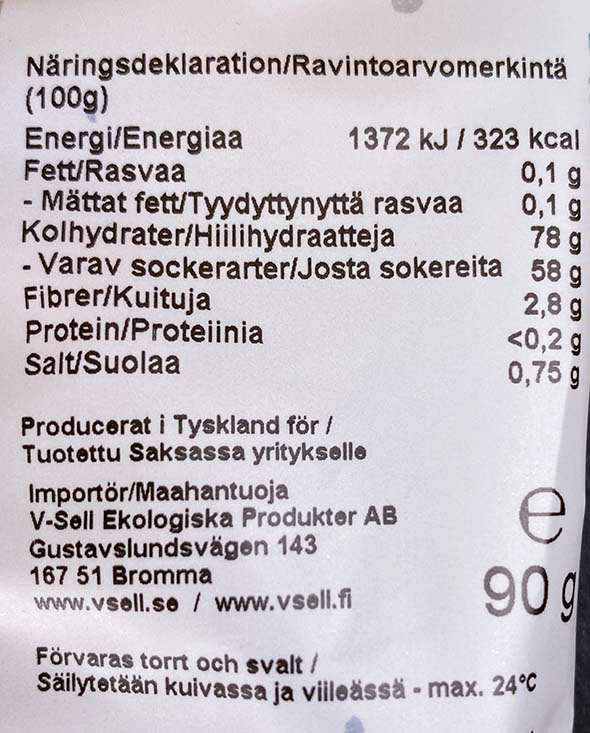 Näringsdeklaration/Ravintoarvomerkintä
(100g)
Energi/Energiaa 1372 kJ / 323 kcal
Fett/Rasvaa 0,1 g
- Mättat fett/Tyydyttynyttä rasvaa 0,1 g
Kolhydrater/Hiilihydraatteja 78 g
- Varav sockerarter/Josta sokereita 58 g
Fibrer/Kuituja 2,8 g
Protein/Proteiinia <0,2 g
Salt/Suolaa 0,75 g
Producerat i Tyskland för /
Tuotettu Saksassa yritykselle
Importör/Maahantuoja
V-Sell Ekologiska Produkter AB
Gustavslundsvägen 143
167 51 Bromma
www.vsell.se / www.vsell.fi
e
90 g
Förvaras torrt och svalt /
Säilytetään kuivassa ja viileässä - max. 24°C